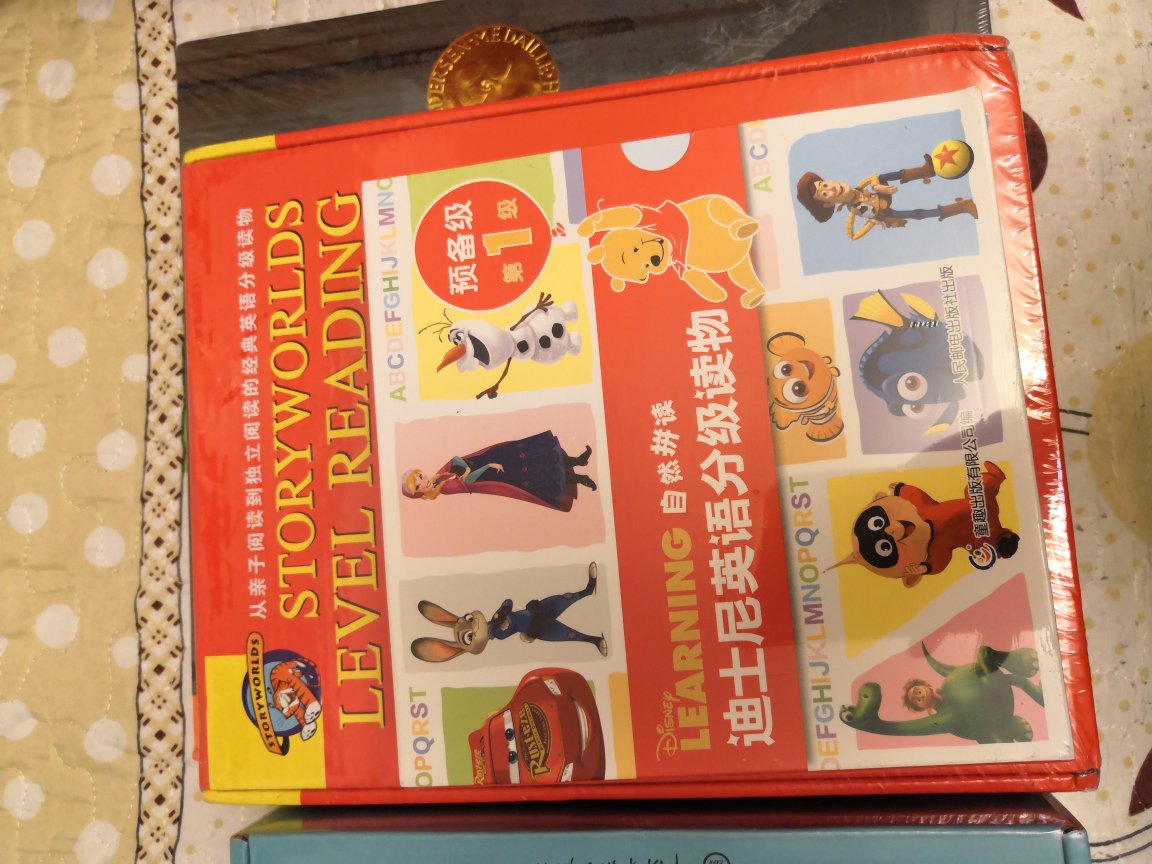 STORYWORLDS
从亲子阅读到独立阅读的经典英语分级读物
STORYWORLDS
LEVEL READING
OPQRST
ABCDEFGHIJKLMNO
预备级
第1级
Rust-eze
DISNEY
LEARNING 自然拼读
迪士尼英语分级读物
DEFGHIJKLMNOPQRST
ABCD
童趣出版有限公司编
人民邮电出版社出版